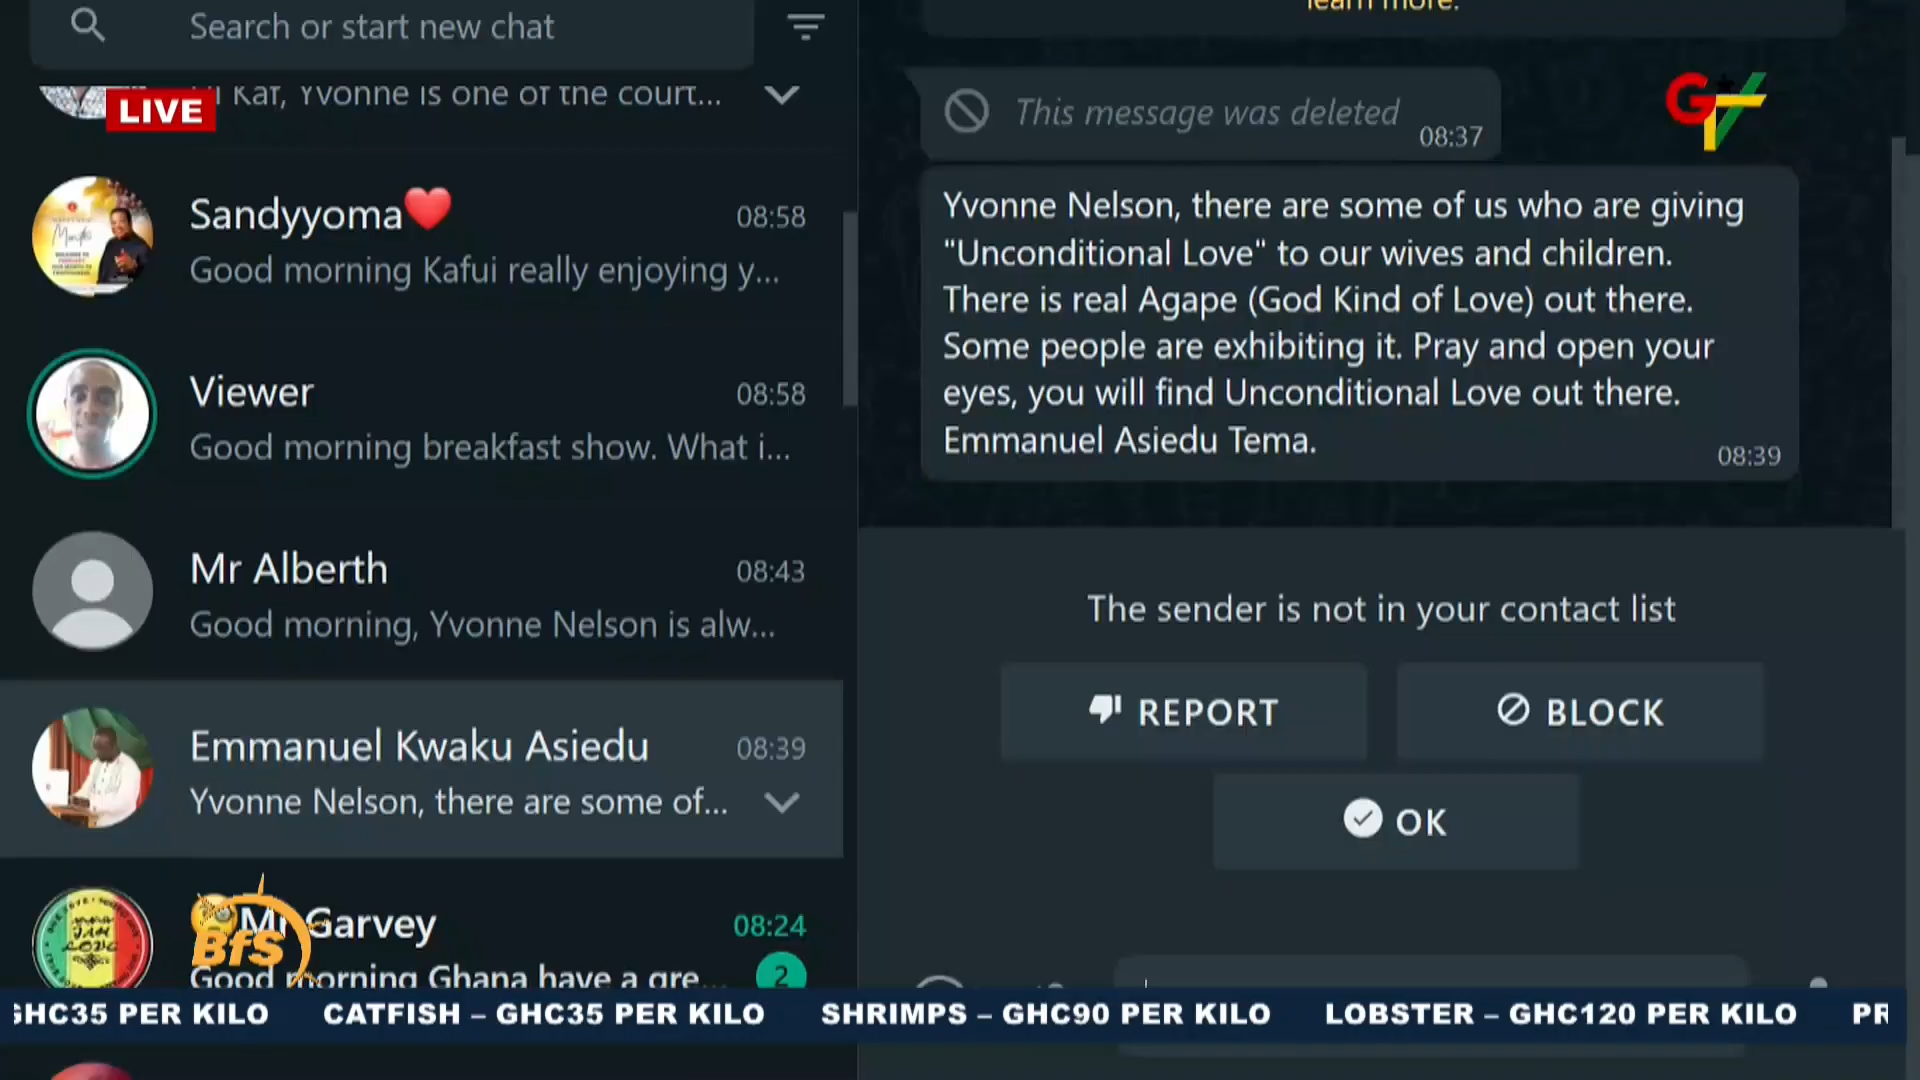 Search or start new chat
LIVE
Kaf, Yvonne is one of the court...
Sandyyoma❤️ 08:58
Good morning Kafui really enjoying y...
Viewer 08:58
Good morning breakfast show. What i...
Mr Alberth 08:43
Good morning, Yvonne Nelson is alw...
Emmanuel Kwaku Asiedu 08:39
Yvonne Nelson, there are some of...
Mr Garvey 08:24
Good morning Ghana have a gre... 2
BfS
learn more.
This message was deleted 08:37
GTV
Yvonne Nelson, there are some of us who are giving
"Unconditional Love" to our wives and children.
There is real Agape (God Kind of Love) out there.
Some people are exhibiting it. Pray and open your
eyes, you will find Unconditional Love out there.
Emmanuel Asiedu Tema. 08:39
The sender is not in your contact list
REPORT
BLOCK
OK
GHC35 PER KILO CATFISH – GHC35 PER KILO SHRIMPS – GHC90 PER KILO LOBSTER – GHC120 PER KILO PR